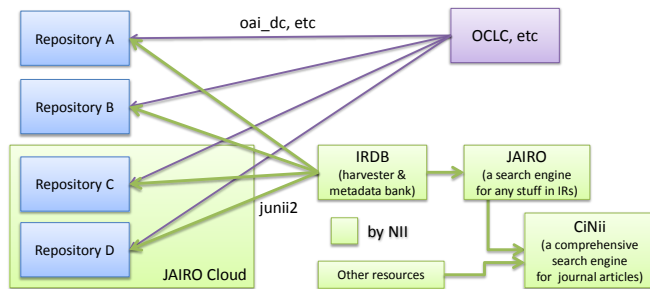 oai_dc, etc
Repository A
OCLC, etc
Repository B
Repository C
IRDB
(harvester &
metadata bank)
JAIRO
(a search engine
for any stuff in IRs)
junii2
by NII
CiNii
(a comprehensive
search engine
for journal articles)
Repository D
JAIRO Cloud
Other resources